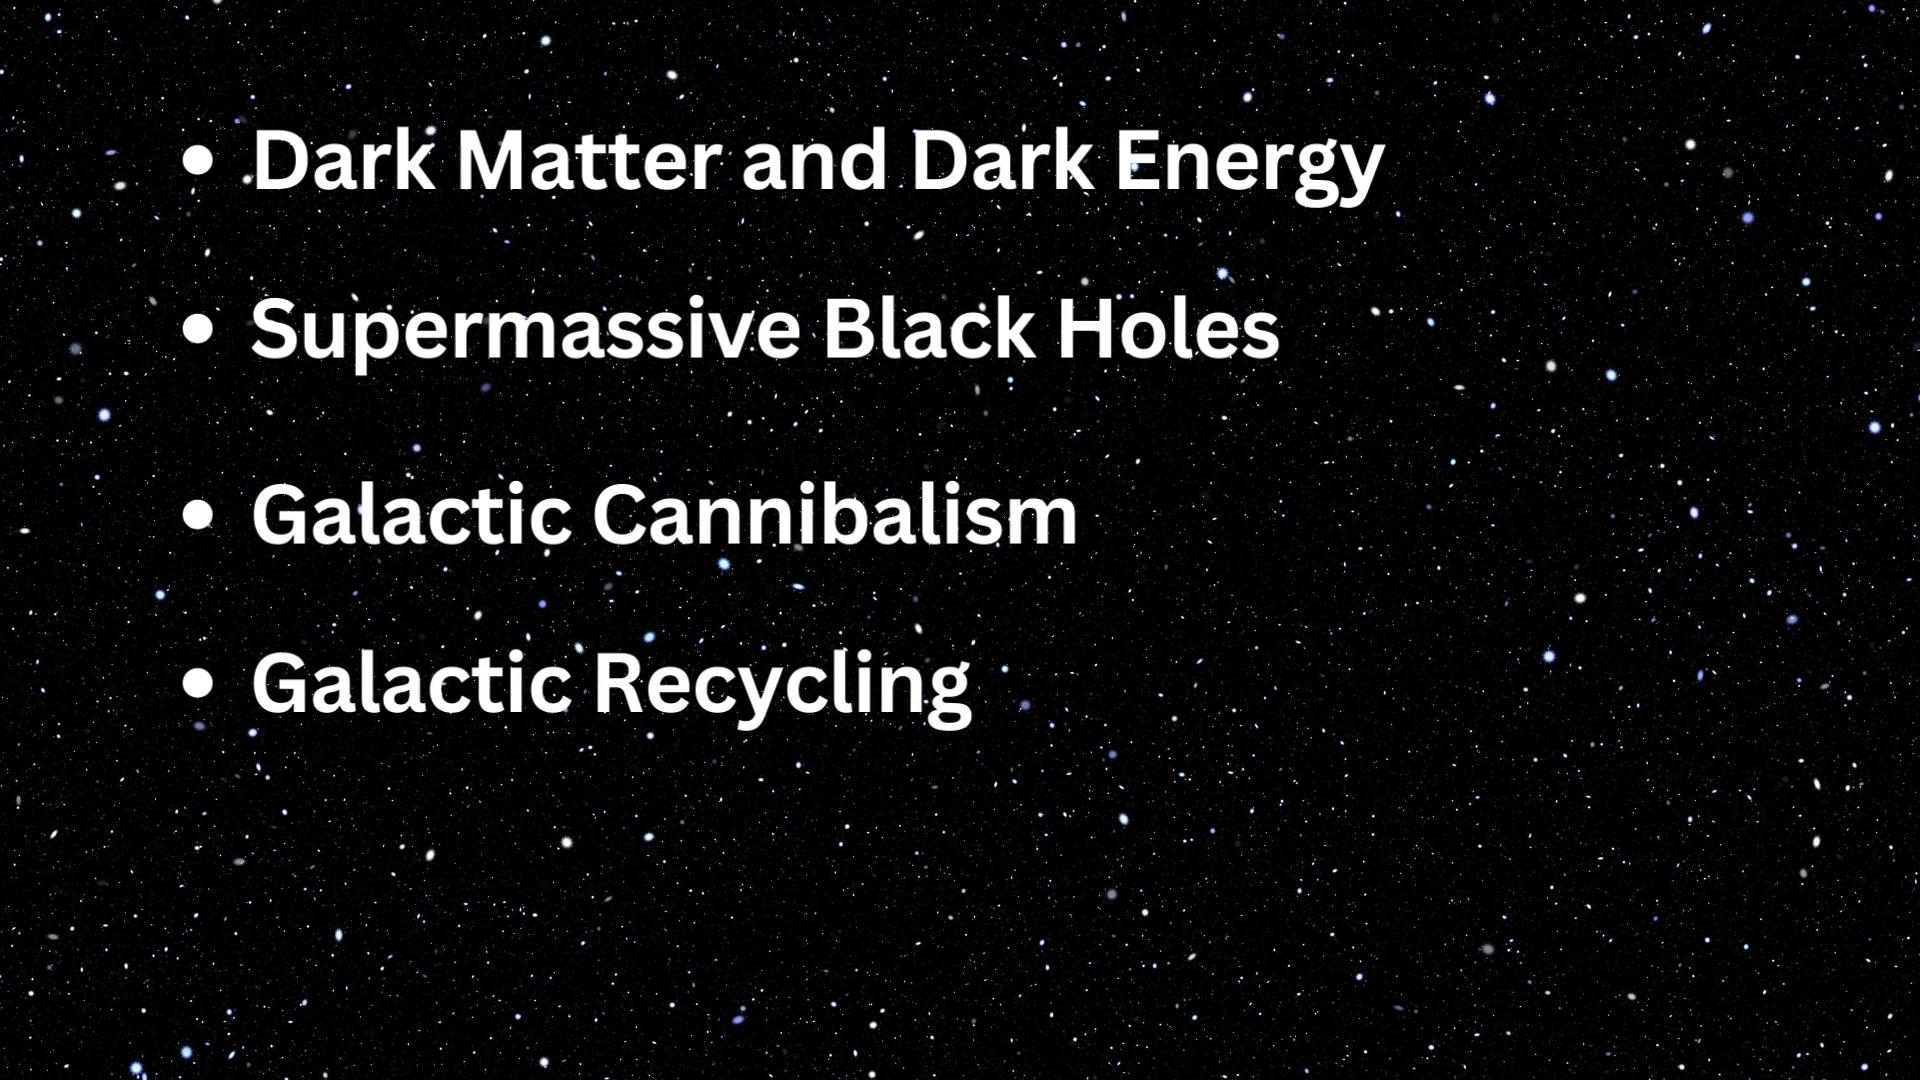 • Dark Matter and Dark Energy
• Supermassive Black Holes
• Galactic Cannibalism
• Galactic Recycling